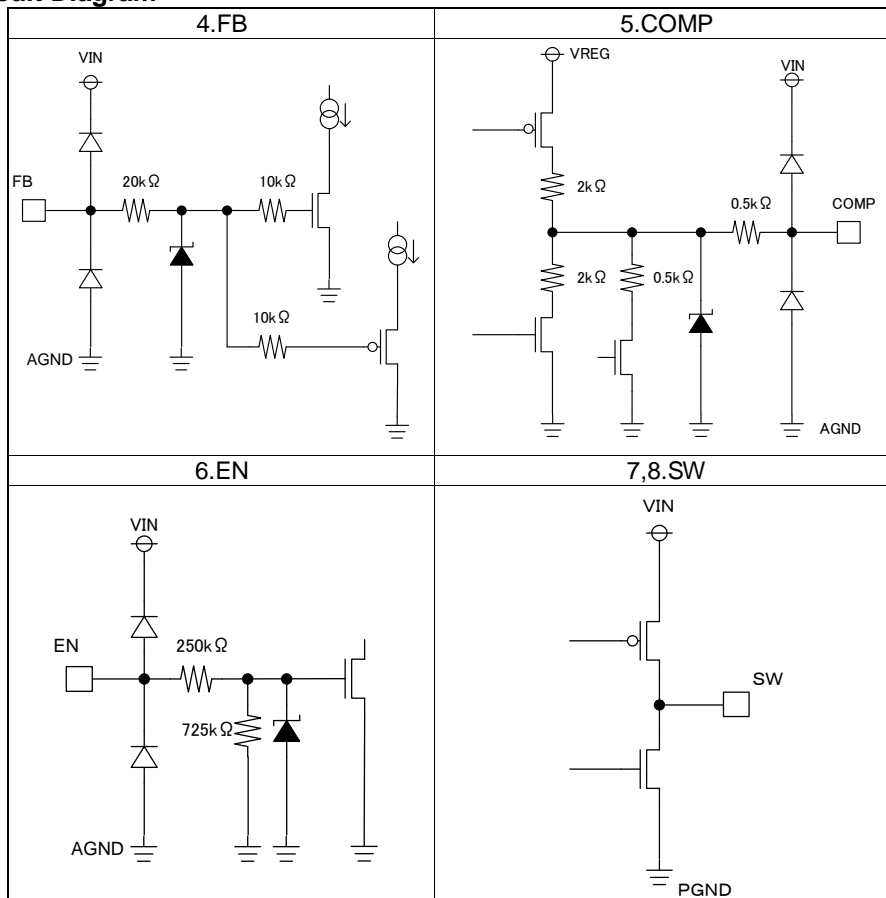 4.FB
VIN
FB
20kΩ
10kΩ
10kΩ
AGND
5.COMP
VREG
VIN
2kΩ
0.5kΩ
COMP
2kΩ
0.5kΩ
AGND
6.EN
VIN
EN
250kΩ
725kΩ
AGND
7,8.SW
VIN
SW
PGND